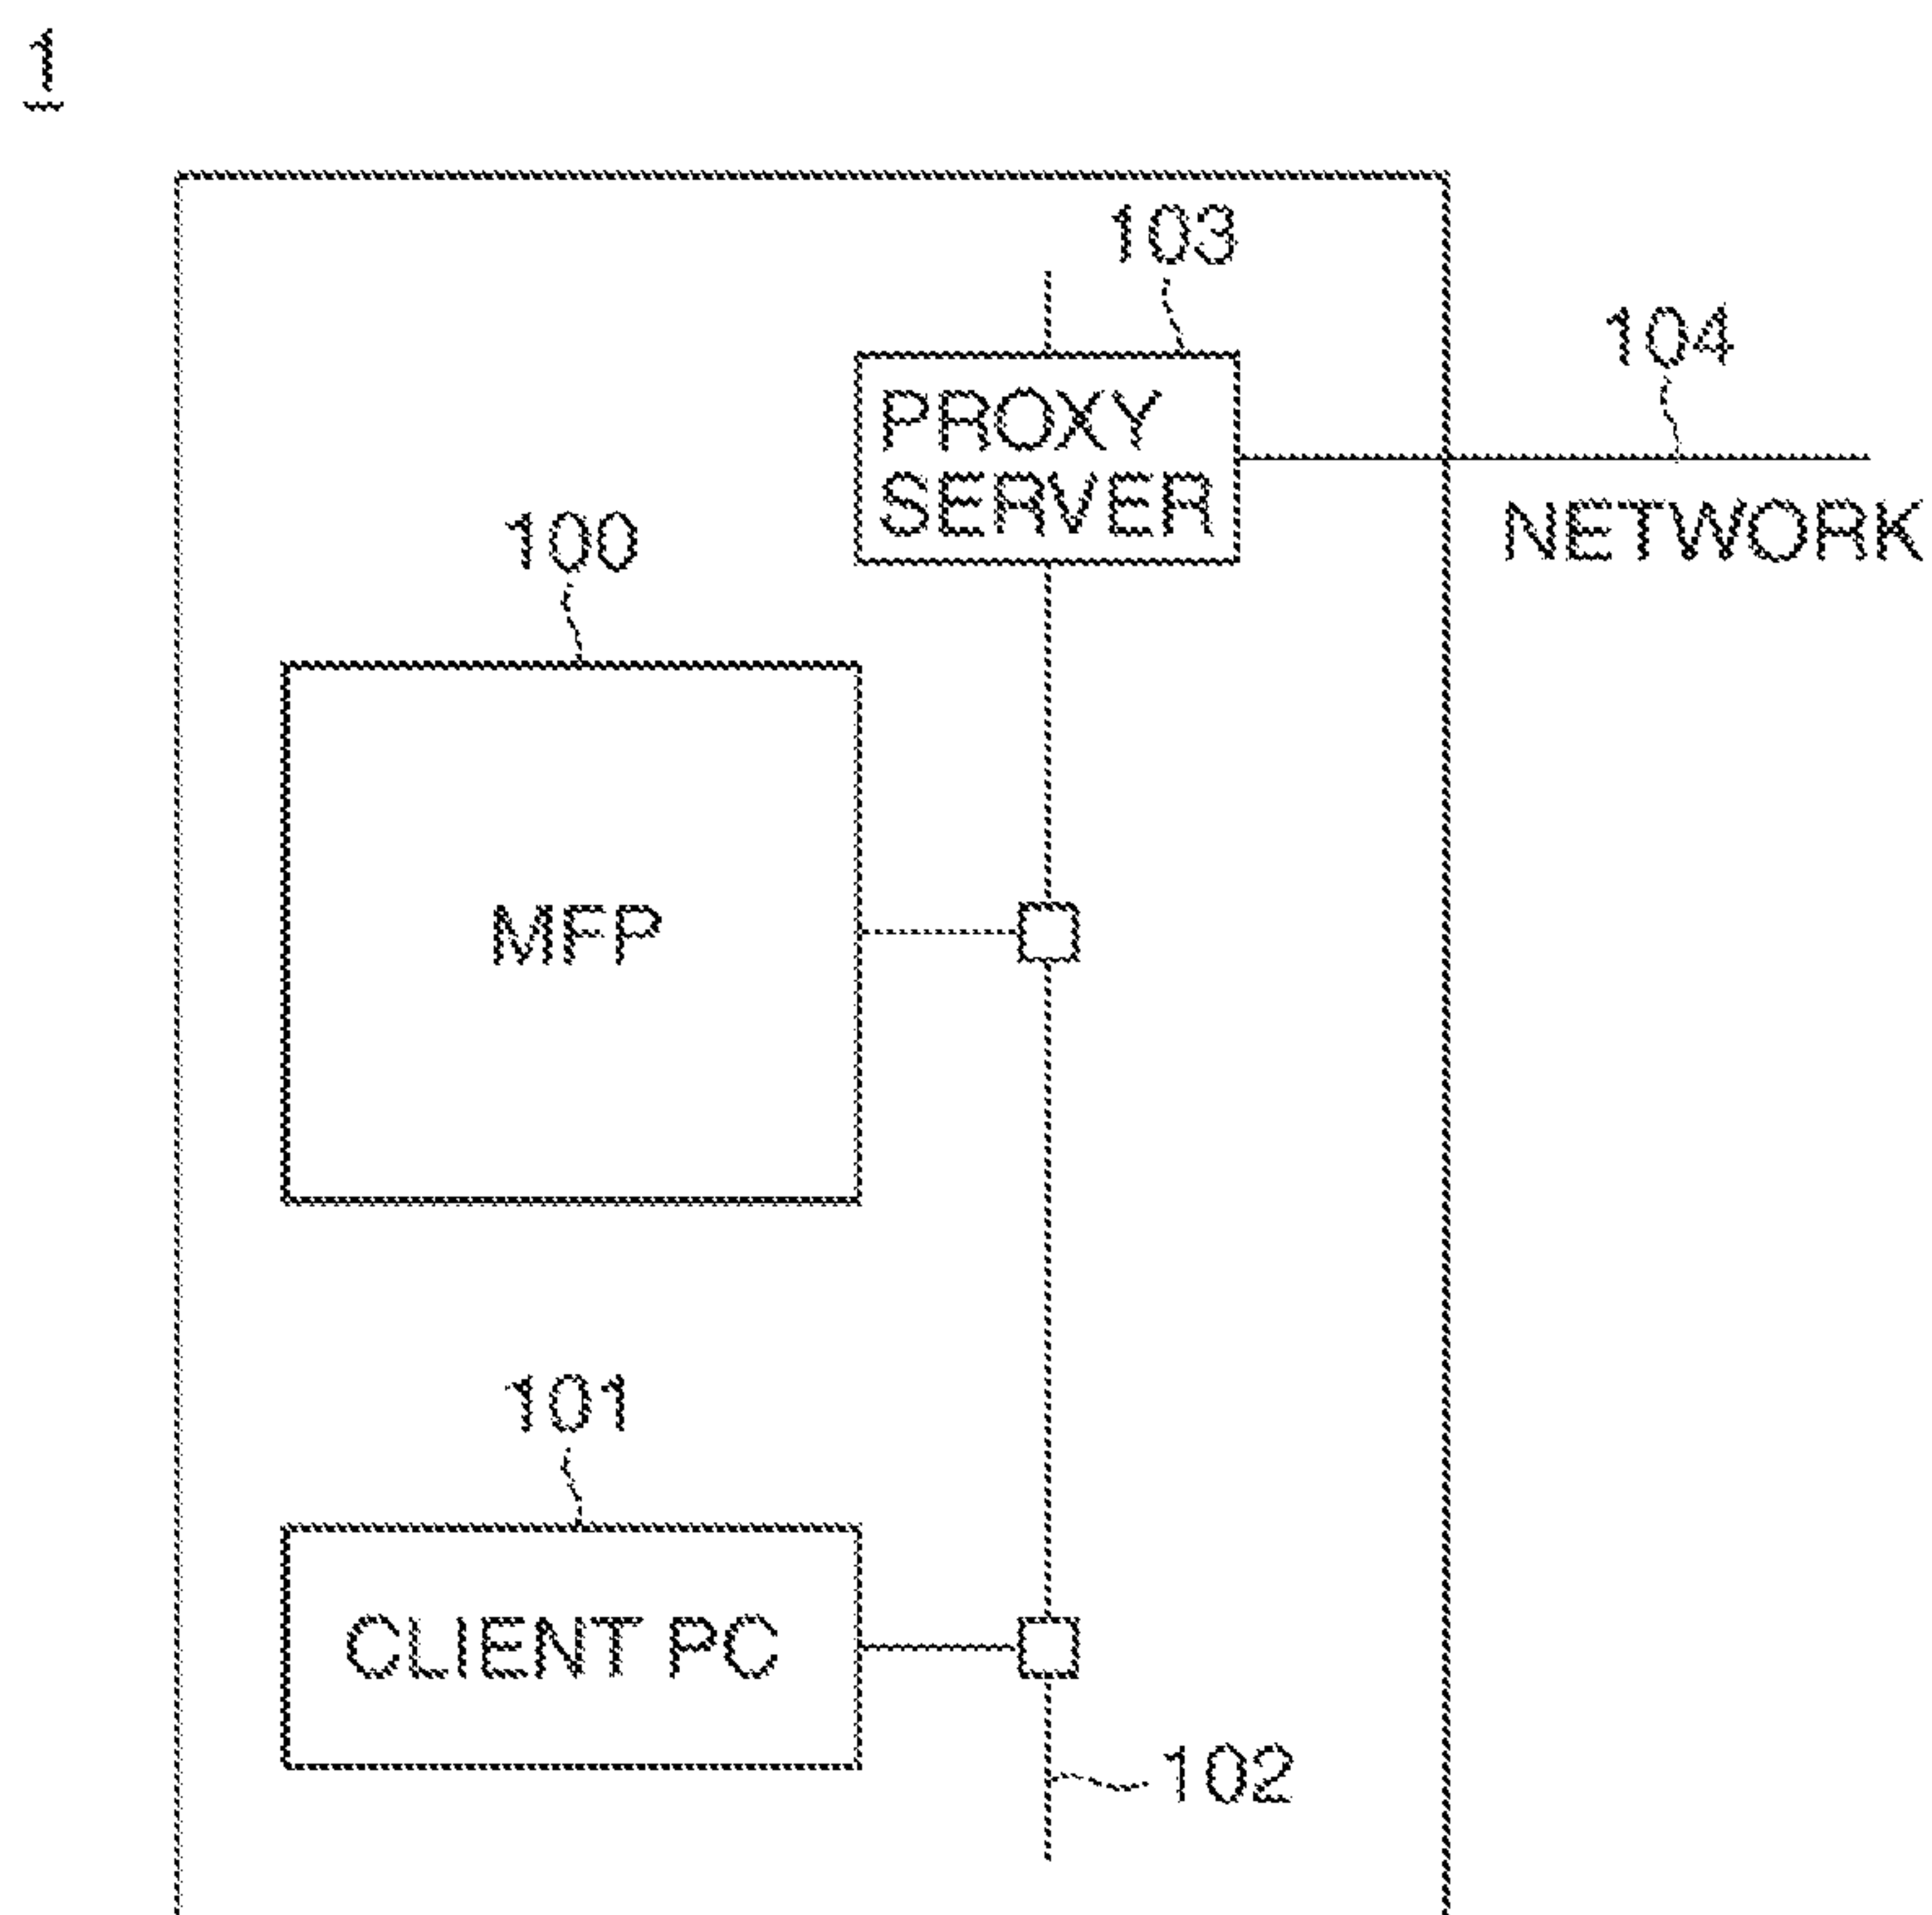 1
103
104
PROXY
SERVER
NETWORK
100
MFP
101
CLIENT PC
102